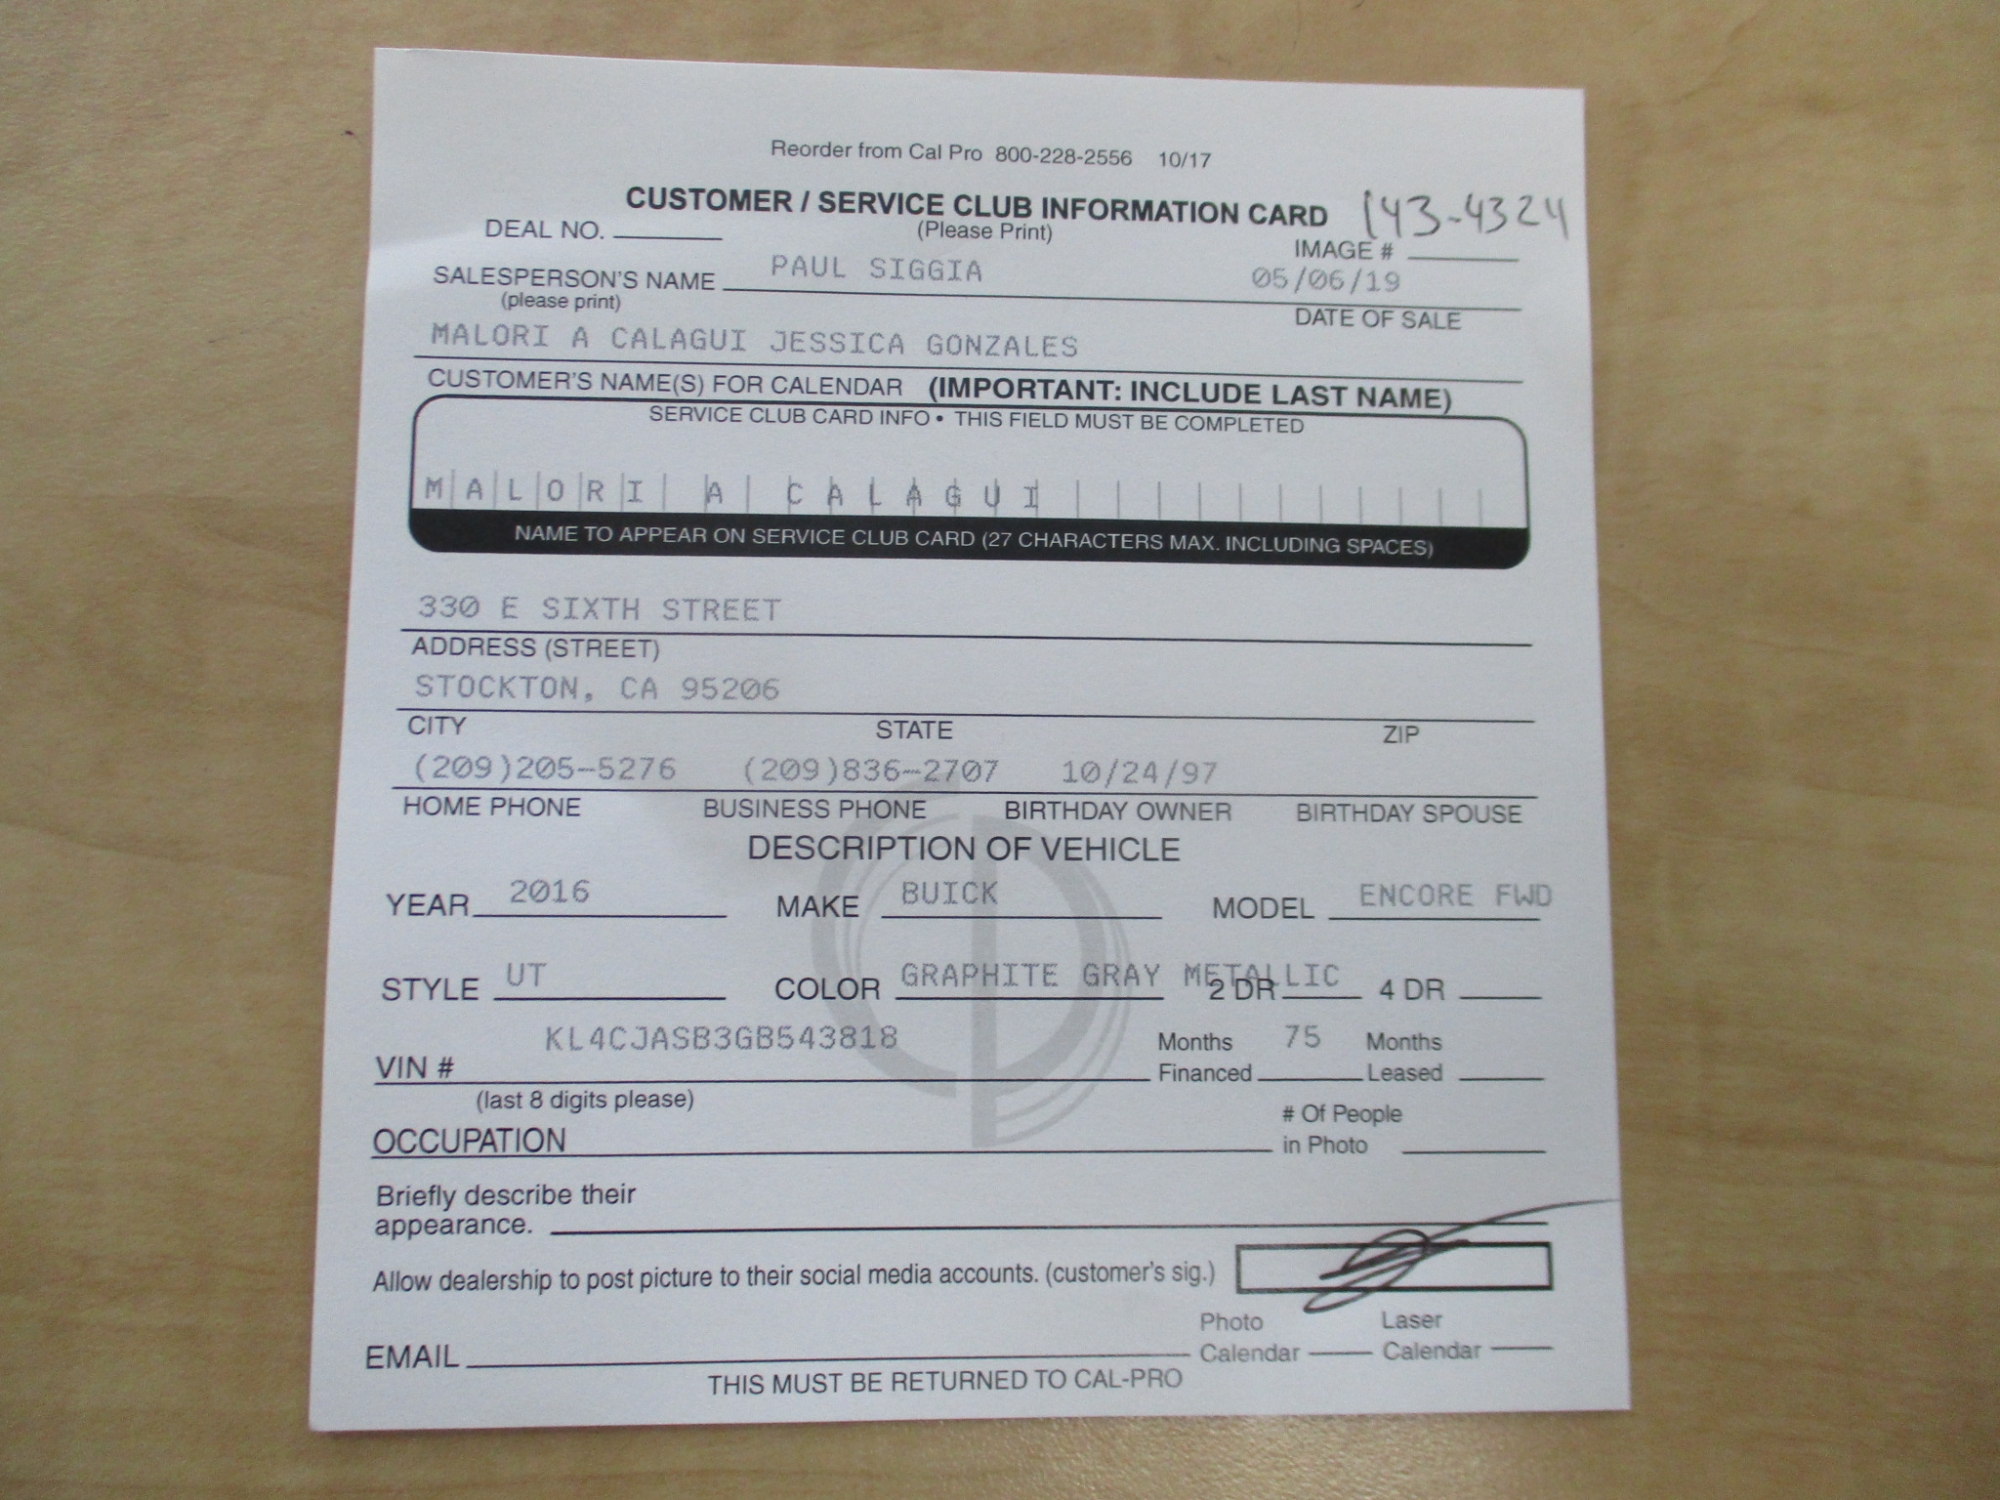 Reorder from Cal Pro 800-228-2556 10/17
CUSTOMER / SERVICE CLUB INFORMATION CARD 143-4324
(Please Print)
DEAL NO.
IMAGE #
SALESPERSON'S NAME PAUL SIGGIA 05/06/19
(please print)
DATE OF SALE
MALORI A CALAGUI JESSICA GONZALES
CUSTOMER'S NAME(S) FOR CALENDAR (IMPORTANT: INCLUDE LAST NAME)
SERVICE CLUB CARD INFO • THIS FIELD MUST BE COMPLETED
MALORI A CALAGUI
NAME TO APPEAR ON SERVICE CLUB CARD (27 CHARACTERS MAX. INCLUDING SPACES)
330 E SIXTH STREET
ADDRESS (STREET)
STOCKTON, CA 95206
CITY STATE ZIP
(209)205-5276 (209)836-2707 10/24/97
HOME PHONE BUSINESS PHONE BIRTHDAY OWNER BIRTHDAY SPOUSE
DESCRIPTION OF VEHICLE
YEAR 2016 MAKE BUICK MODEL ENCORE FWD
STYLE UT COLOR GRAPHITE GRAY METALLIC 2 DR 4 DR
VIN # KL4CJASB3GB543818 Months Financed 75 Months Leased
(last 8 digits please)
OCCUPATION # Of People in Photo
Briefly describe their
appearance.
Allow dealership to post picture to their social media accounts. (customer's sig.)
EMAIL Photo Calendar Laser Calendar
THIS MUST BE RETURNED TO CAL-PRO